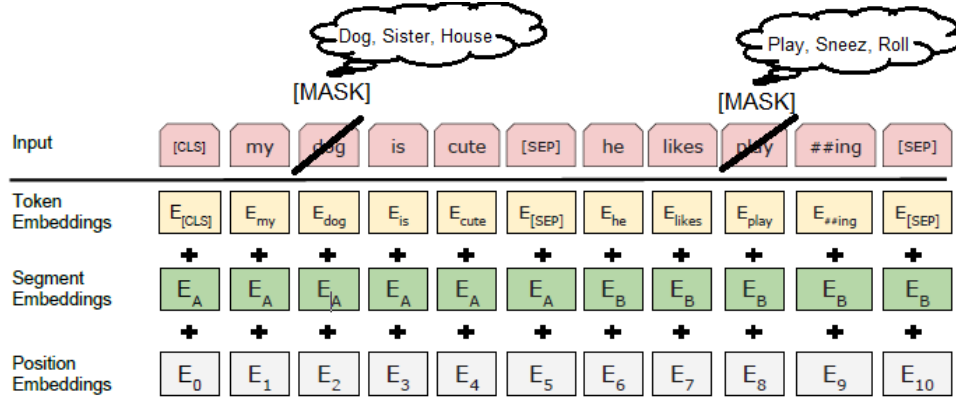 Dog, Sister, House
Play, Sneez, Roll
[MASK]
[MASK]
Input [CLS] my dog is cute [SEP] he likes play ##ing [SEP]
Token
Embeddings
E[CLS] Emy Edog Eis Ecute E[SEP] Ehe Elikes Eplay E##ing E[SEP]
Segment
Embeddings
EA EA EA EA EA EA EB EB EB EB EB
Position
Embeddings
E0 E1 E2 E3 E4 E5 E6 E7 E8 E9 E10